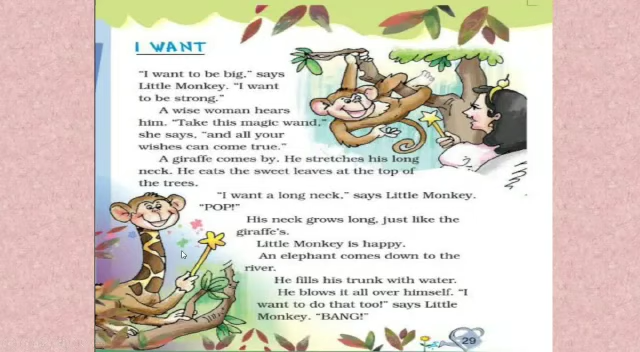 I WANT
"I want to be big." says
Little Monkey. "I want
to be strong."
A wise woman hears
him. "Take this magic wand,"
she says, "and all your
wishes can come true."
A giraffe comes by. He stretches his long
neck. He eats the sweet leaves at the top of
the trees.
"I want a long neck," says Little Monkey.
"POP!"
His neck grows long, just like the
giraffe's.
Little Monkey is happy.
An elephant comes down to the
river.
He fills his trunk with water.
He blows it all over himself. "I
want to do that too!" says Little
Monkey. "BANG!"
29